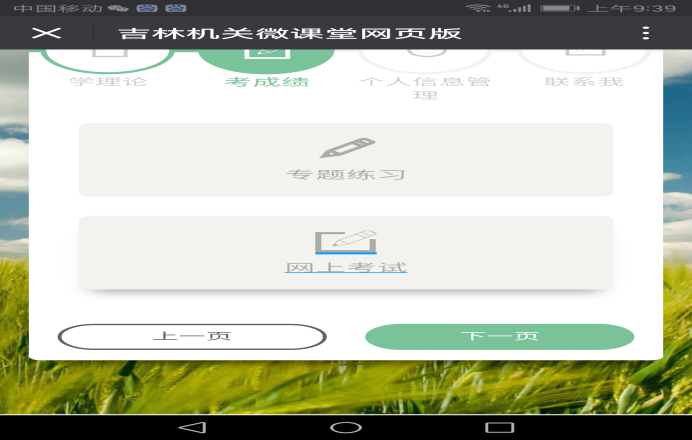 中国移动 4G 上午9:39
吉林机关微课堂网页版
学理论 考成绩 个人信息管理 联系我
专题练习
网上考试
上一页 下一页